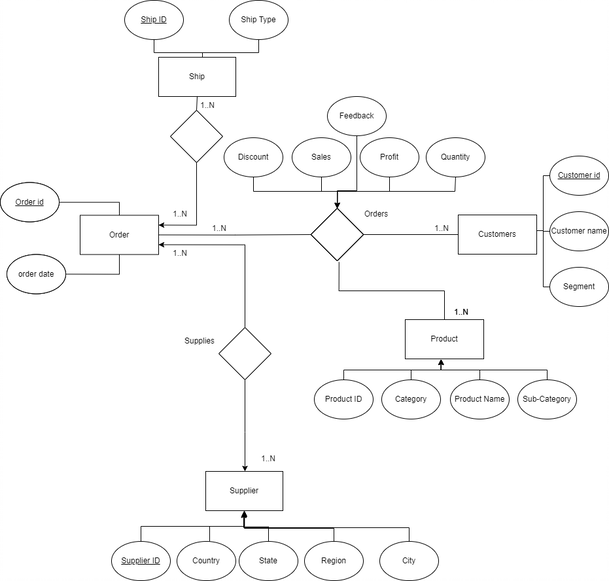 Ship ID
Ship Type
Ship
1..N
Feedback
Discount
Sales
Profit
Quantity
Customer id
Order id
1..N
Orders
Order
1..N
1..N
Customers
Customer name
1..N
order date
Segment
1..N
Supplies
Product
Product ID
Category
Product Name
Sub-Category
1..N
Supplier
Supplier ID
Country
State
Region
City